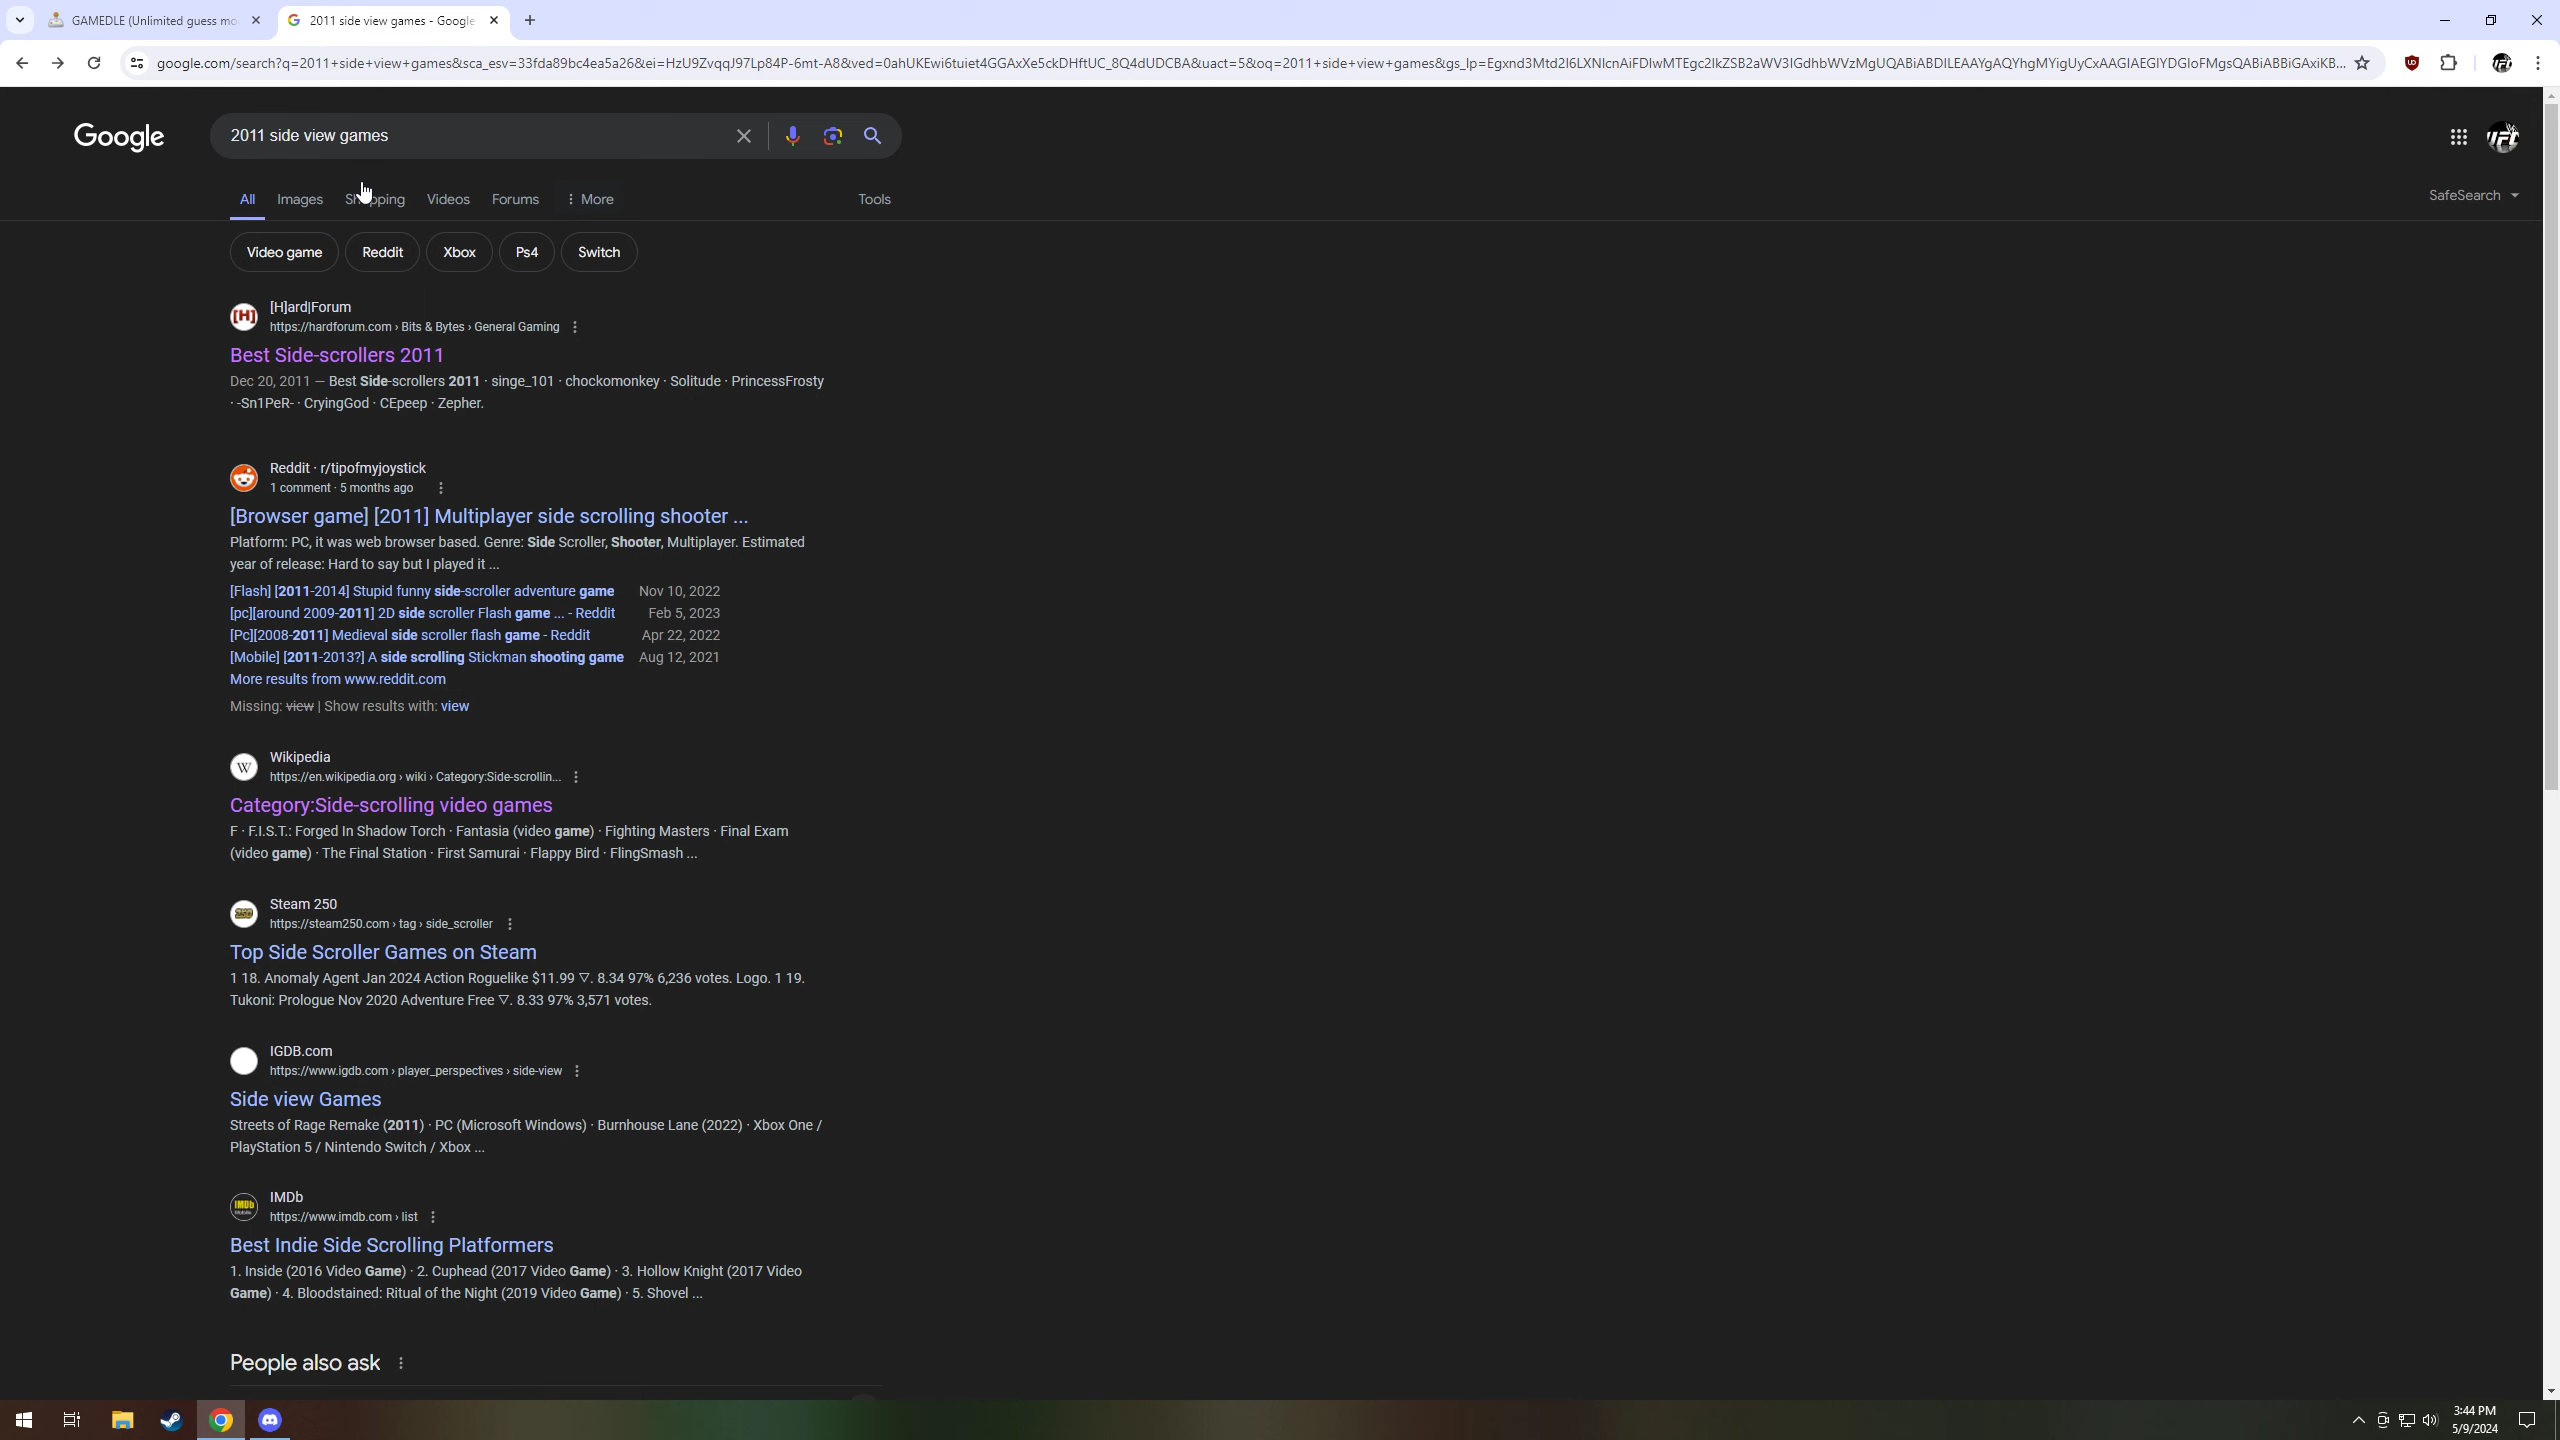 GAMEDLE (Unlimited guess mo
2011 side view games - Google
google.com/search?q=2011+side+view+games&sca_esv=33fda89bc4ea5a26&ei=HzU9ZvqqJ97Lp84P-6mt-A8&ved=0ahUKEwi6tuiet4GGAxXe5ckDHftUC_8Q4dUDCBA&uact=5&oq=2011+side+view+games&gs_lp=
Google
2011 side view games
All Images Shopping Videos Forums More Tools
SafeSearch
Video game Reddit Xbox Ps4 Switch
[H]ard|Forum
https://hardforum.com › Bits & Bytes › General Gaming
Best Side-scrollers 2011
Dec 20, 2011 — Best Side-scrollers 2011 · singe_101 · chockomonkey · Solitude · PrincessFrosty
· -Sn1PeR- · CryingGod · CEpeep · Zepher.
Reddit · r/tipofmyjoystick
1 comment · 5 months ago
[Browser game] [2011] Multiplayer side scrolling shooter ...
Platform: PC, it was web browser based. Genre: Side Scroller, Shooter, Multiplayer. Estimated
year of release: Hard to say but I played it ...
[Flash] [2011-2014] Stupid funny side-scroller adventure game Nov 10, 2022
[pc][around 2009-2011] 2D side scroller Flash game ... - Reddit Feb 5, 2023
[Pc][2008-2011] Medieval side scroller flash game - Reddit Apr 22, 2022
[Mobile] [2011-2013?] A side scrolling Stickman shooting game Aug 12, 2021
More results from www.reddit.com
Missing: view | Show results with: view
Wikipedia
https://en.wikipedia.org › wiki › Category:Side-scrollin...
Category:Side-scrolling video games
F · F.I.S.T.: Forged In Shadow Torch · Fantasia (video game) · Fighting Masters · Final Exam
(video game) · The Final Station · First Samurai · Flappy Bird · FlingSmash ...
Steam 250
https://steam250.com › tag › side_scroller
Top Side Scroller Games on Steam
1 18. Anomaly Agent Jan 2024 Action Roguelike $11.99 ▽. 8.34 97% 6,236 votes. Logo. 1 19.
Tukoni: Prologue Nov 2020 Adventure Free ▽. 8.33 97% 3,571 votes.
IGDB.com
https://www.igdb.com › player_perspectives › side-view
Side view Games
Streets of Rage Remake (2011) · PC (Microsoft Windows) · Burnhouse Lane (2022) · Xbox One /
PlayStation 5 / Nintendo Switch / Xbox ...
IMDb
https://www.imdb.com › list
Best Indie Side Scrolling Platformers
1. Inside (2016 Video Game) · 2. Cuphead (2017 Video Game) · 3. Hollow Knight (2017 Video
Game) · 4. Bloodstained: Ritual of the Night (2019 Video Game) · 5. Shovel ...
People also ask
3:44 PM
5/9/2024